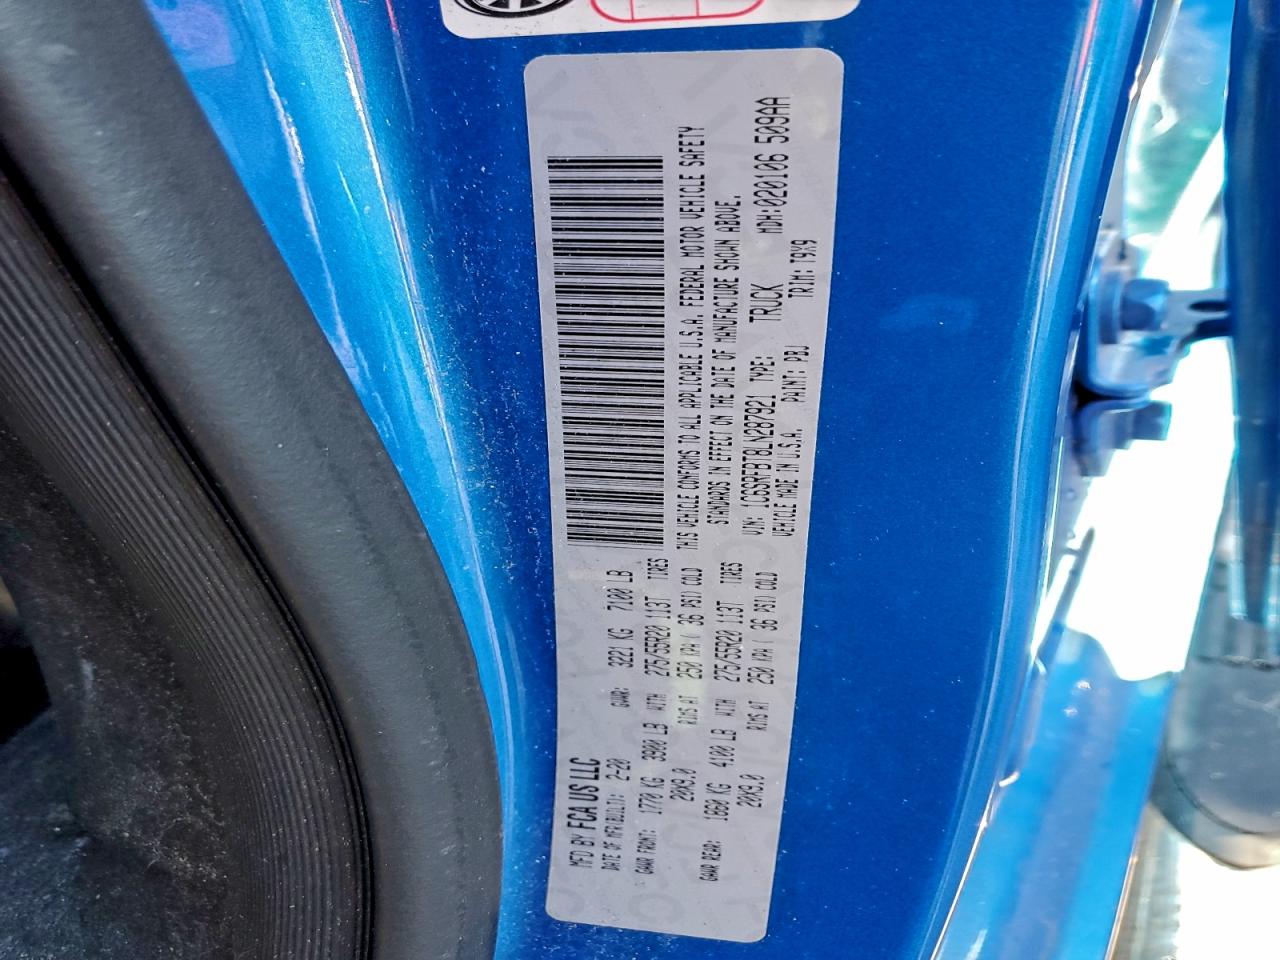 MFD BY FCA US LLC
DATE OF MFR(BUILT): 2-20 GVWR: 3221 KG 7100 LB
GAWR FRONT: 1770 KG 3900 LB WITH 275/55R20 113T TIRES
20X9.0 RIMS AT 250 KPA( 36 PSI) COLD
GAWR REAR: 1860 KG 4100 LB WITH 275/55R20 113T TIRES
20X9.0 RIMS AT 250 KPA ( 36 PSI) COLD
THIS VEHICLE CONFORMS TO ALL APPLICABLE U.S.A. FEDERAL MOTOR VEHICLE SAFETY
STANDARDS IN EFFECT ON THE DATE OF MANUFACTURE SHOWN ABOVE.
VIN: 1C6SRFBT8LN287921 TYPE: TRUCK MDH:020106 509AA
VEHICLE MADE IN U.S.A. PAINT: PBJ TRIM: T9X9